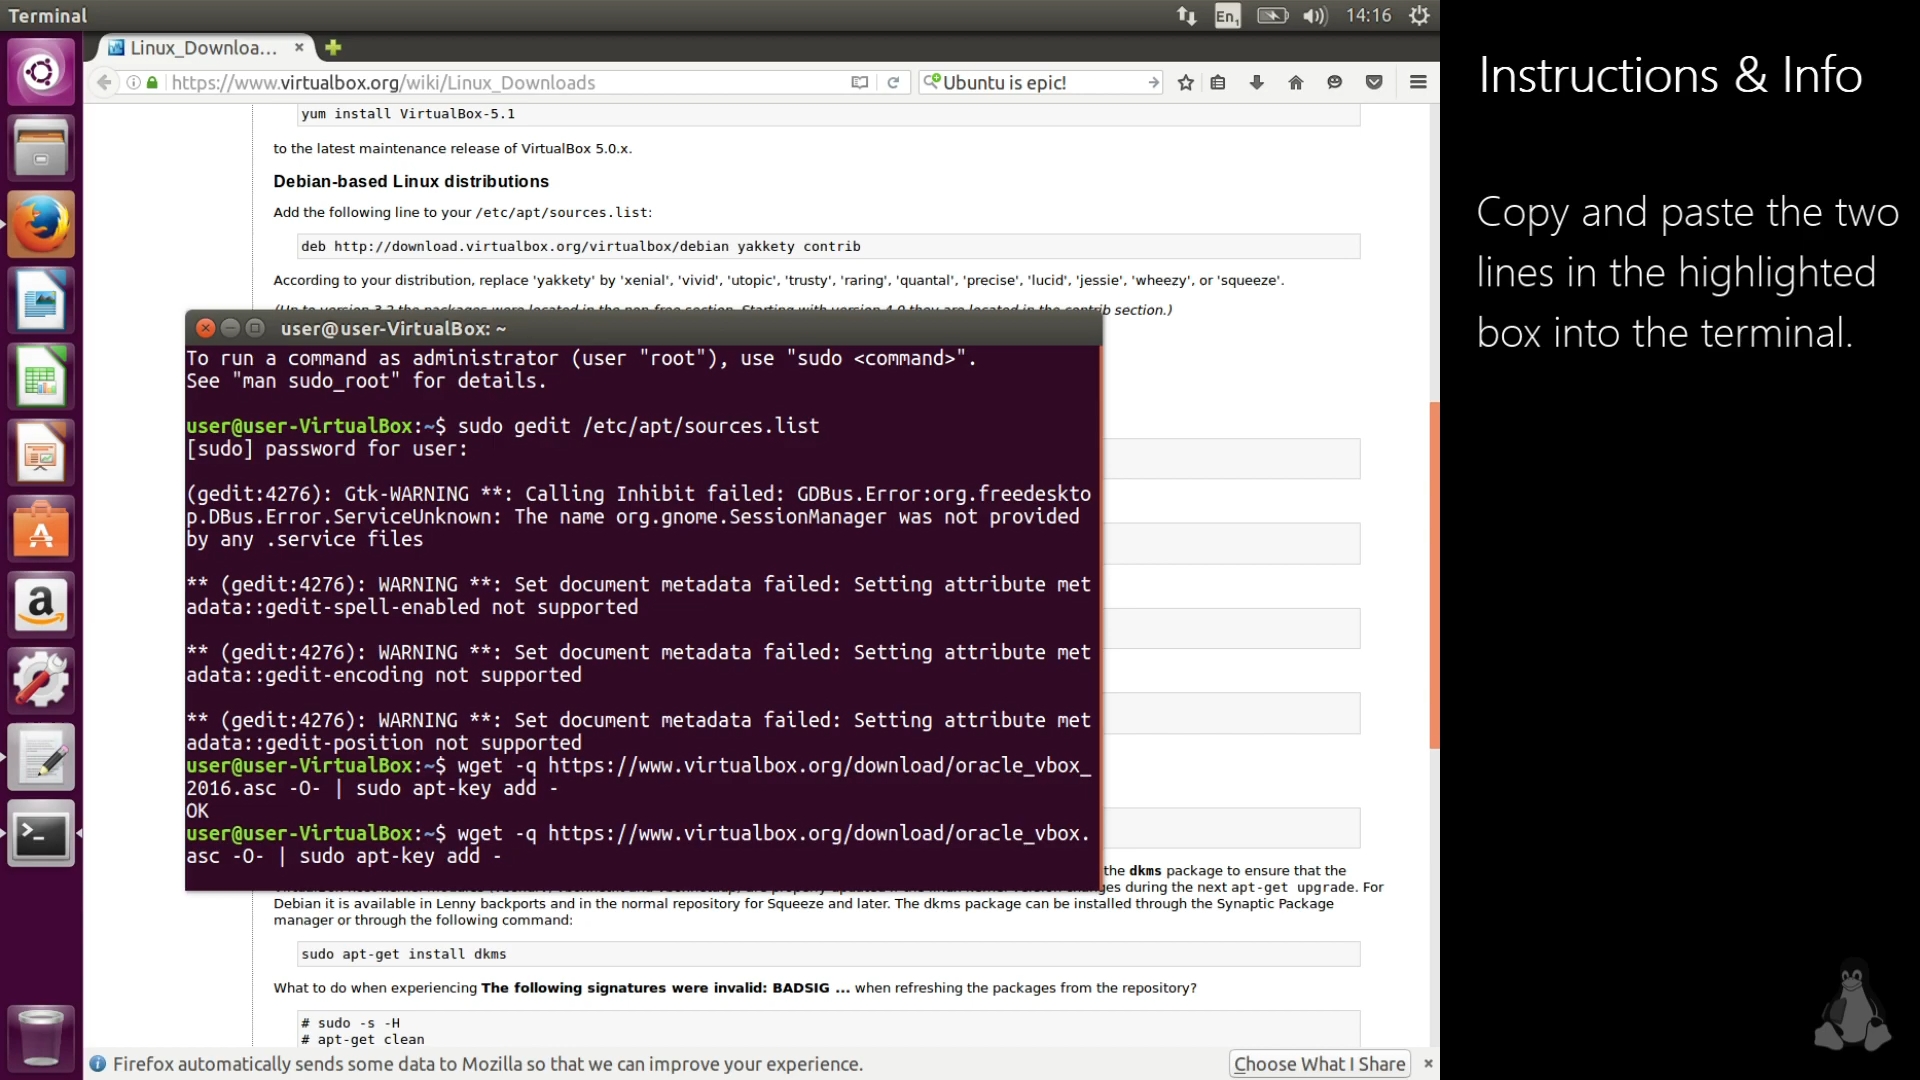 Terminal
En₁
14:16
Linux_Downloa...
https://www.virtualbox.org/wiki/Linux_Downloads
Ubuntu is epic!
yum install VirtualBox-5.1
to the latest maintenance release of VirtualBox 5.0.x.
Debian-based Linux distributions
Add the following line to your /etc/apt/sources.list:
deb http://download.virtualbox.org/virtualbox/debian yakkety contrib
According to your distribution, replace 'yakkety' by 'xenial', 'vivid', 'utopic', 'trusty', 'raring', 'quantal', 'precise', 'lucid', 'jessie', 'wheezy', or 'squeeze'.
b section.)
user@user-VirtualBox: ~
To run a command as administrator (user "root"), use "sudo <command>".
See "man sudo_root" for details.
user@user-VirtualBox:~$ sudo gedit /etc/apt/sources.list
[sudo] password for user:
(gedit:4276): Gtk-WARNING **: Calling Inhibit failed: GDBus.Error:org.freedeskto
p.DBus.Error.ServiceUnknown: The name org.gnome.SessionManager was not provided
by any .service files
** (gedit:4276): WARNING **: Set document metadata failed: Setting attribute met
adata::gedit-spell-enabled not supported
** (gedit:4276): WARNING **: Set document metadata failed: Setting attribute met
adata::gedit-encoding not supported
** (gedit:4276): WARNING **: Set document metadata failed: Setting attribute met
adata::gedit-position not supported
user@user-VirtualBox:~$ wget -q https://www.virtualbox.org/download/oracle_vbox_
2016.asc -O- | sudo apt-key add -
OK
user@user-VirtualBox:~$ wget -q https://www.virtualbox.org/download/oracle_vbox.
asc -O- | sudo apt-key add -
the dkms package to ensure that the
es during the next apt-get upgrade. For
Debian it is available in Lenny backports and in the normal repository for Squeeze and later. The dkms package can be installed through the Synaptic Package
manager or through the following command:
sudo apt-get install dkms
What to do when experiencing The following signatures were invalid: BADSIG ... when refreshing the packages from the repository?
# sudo -s -H
# apt-get clean
Firefox automatically sends some data to Mozilla so that we can improve your experience.
Choose What I Share
Instructions & Info
Copy and paste the two
lines in the highlighted
box into the terminal.